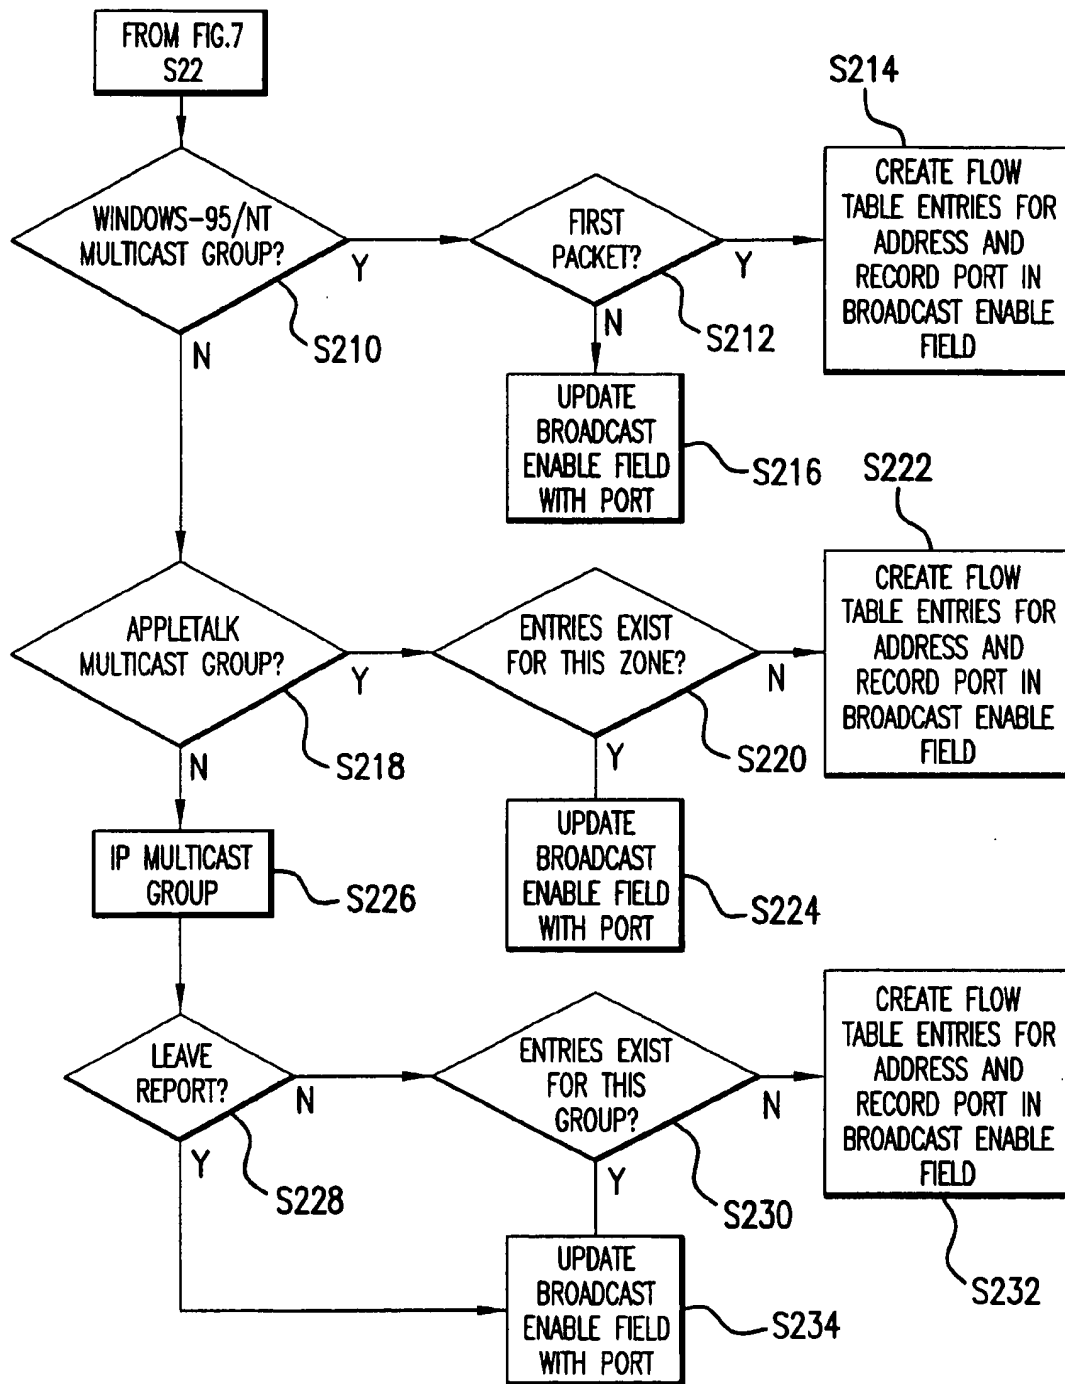 FROM FIG.7
S22
WINDOWS-95/NT
MULTICAST GROUP?
Y
N
S210
FIRST
PACKET?
Y
N
S212
S214
CREATE FLOW
TABLE ENTRIES FOR
ADDRESS AND
RECORD PORT IN
BROADCAST ENABLE
FIELD
UPDATE
BROADCAST
ENABLE FIELD
WITH PORT
S216
APPLETALK
MULTICAST GROUP?
Y
N
S218
ENTRIES EXIST
FOR THIS ZONE?
N
Y
S220
S222
CREATE FLOW
TABLE ENTRIES FOR
ADDRESS AND
RECORD PORT IN
BROADCAST ENABLE
FIELD
UPDATE
BROADCAST
ENABLE FIELD
WITH PORT
S224
IP MULTICAST
GROUP
S226
LEAVE
REPORT?
N
Y
S228
ENTRIES EXIST
FOR THIS
GROUP?
N
Y
S230
CREATE FLOW
TABLE ENTRIES FOR
ADDRESS AND
RECORD PORT IN
BROADCAST ENABLE
FIELD
S232
UPDATE
BROADCAST
ENABLE FIELD
WITH PORT
S234